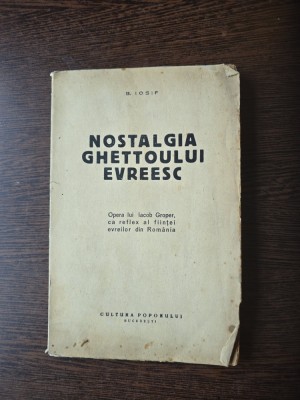 IOSIF
NOSTALGIA
GHETTOULUI
EVREESC
Opera lui Iacob Groper,
ca reflex al ființei
evreilor din România
CULTURA POPORULUI
BUCUREȘTI